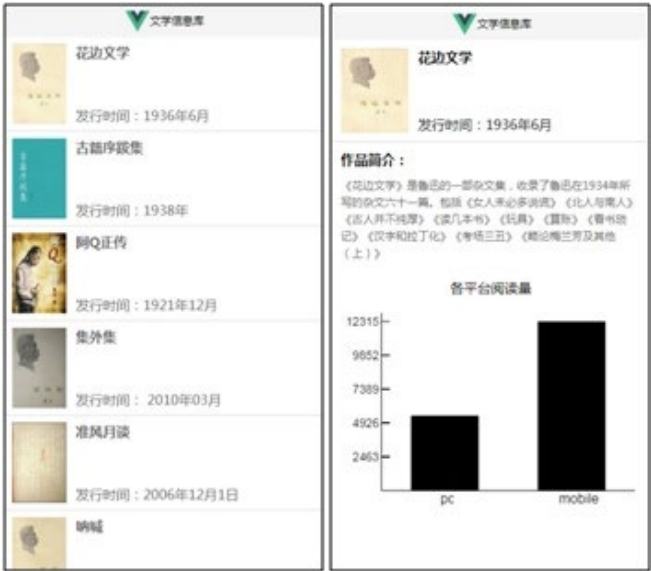 文学信息库
花边文学
发行时间：1936年6月
古籍序跋集
发行时间：1938年
阿Q正传
发行时间：1921年12月
集外集
发行时间： 2010年03月
准风月谈
发行时间：2006年12月1日
呐喊
文学信息库
花边文学
发行时间：1936年6月
作品简介：
《花边文学》是鲁迅的一部杂文集，收录了鲁迅在1934年所
写的杂文六十一篇。包括《女人未必多说谎》《北人与南人》
《古人并不纯厚》《读几本书》《玩具》《算账》《看书琐
记》《汉字和拉丁化》《考场三丑》《略论梅兰芳及其他
（上）》
各平台阅读量
12315
9852
7389
4926
2463
pc
mobile